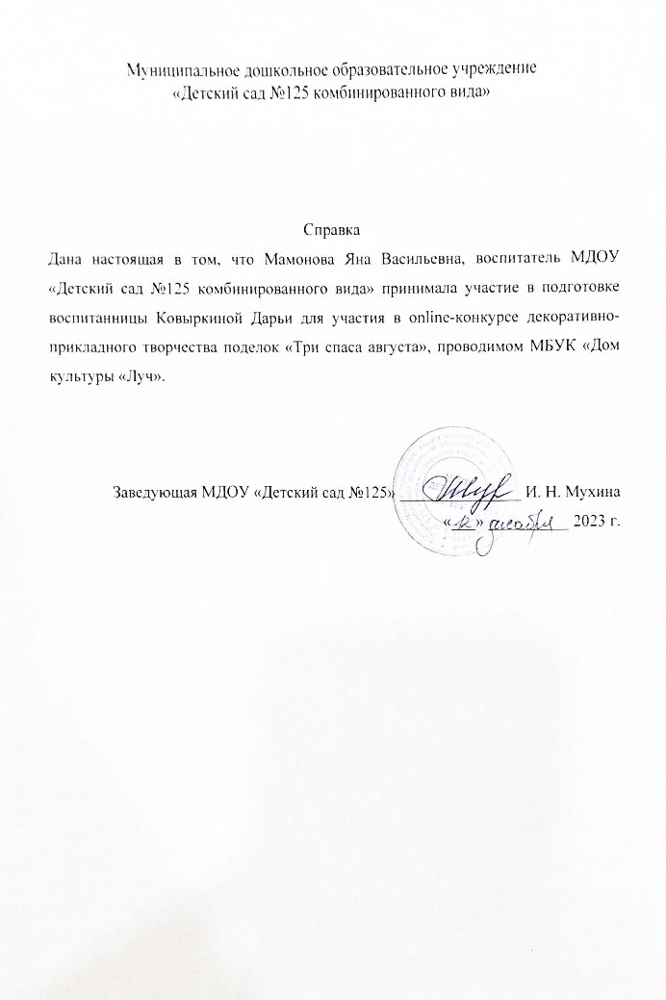 Муниципальное дошкольное образовательное учреждение
«Детский сад №125 комбинированного вида»
Справка
Дана настоящая в том, что Мамонова Яна Васильевна, воспитатель МДОУ
«Детский сад №125 комбинированного вида» принимала участие в подготовке
воспитанницы Ковыркиной Дарьи для участия в online-конкурсе декоративно-
прикладного творчества поделок «Три спаса августа», проводимом МБУК «Дом
культуры «Луч».
Заведующая МДОУ «Детский сад №125» И. Н. Мухина
«12» декабря 2023 г.